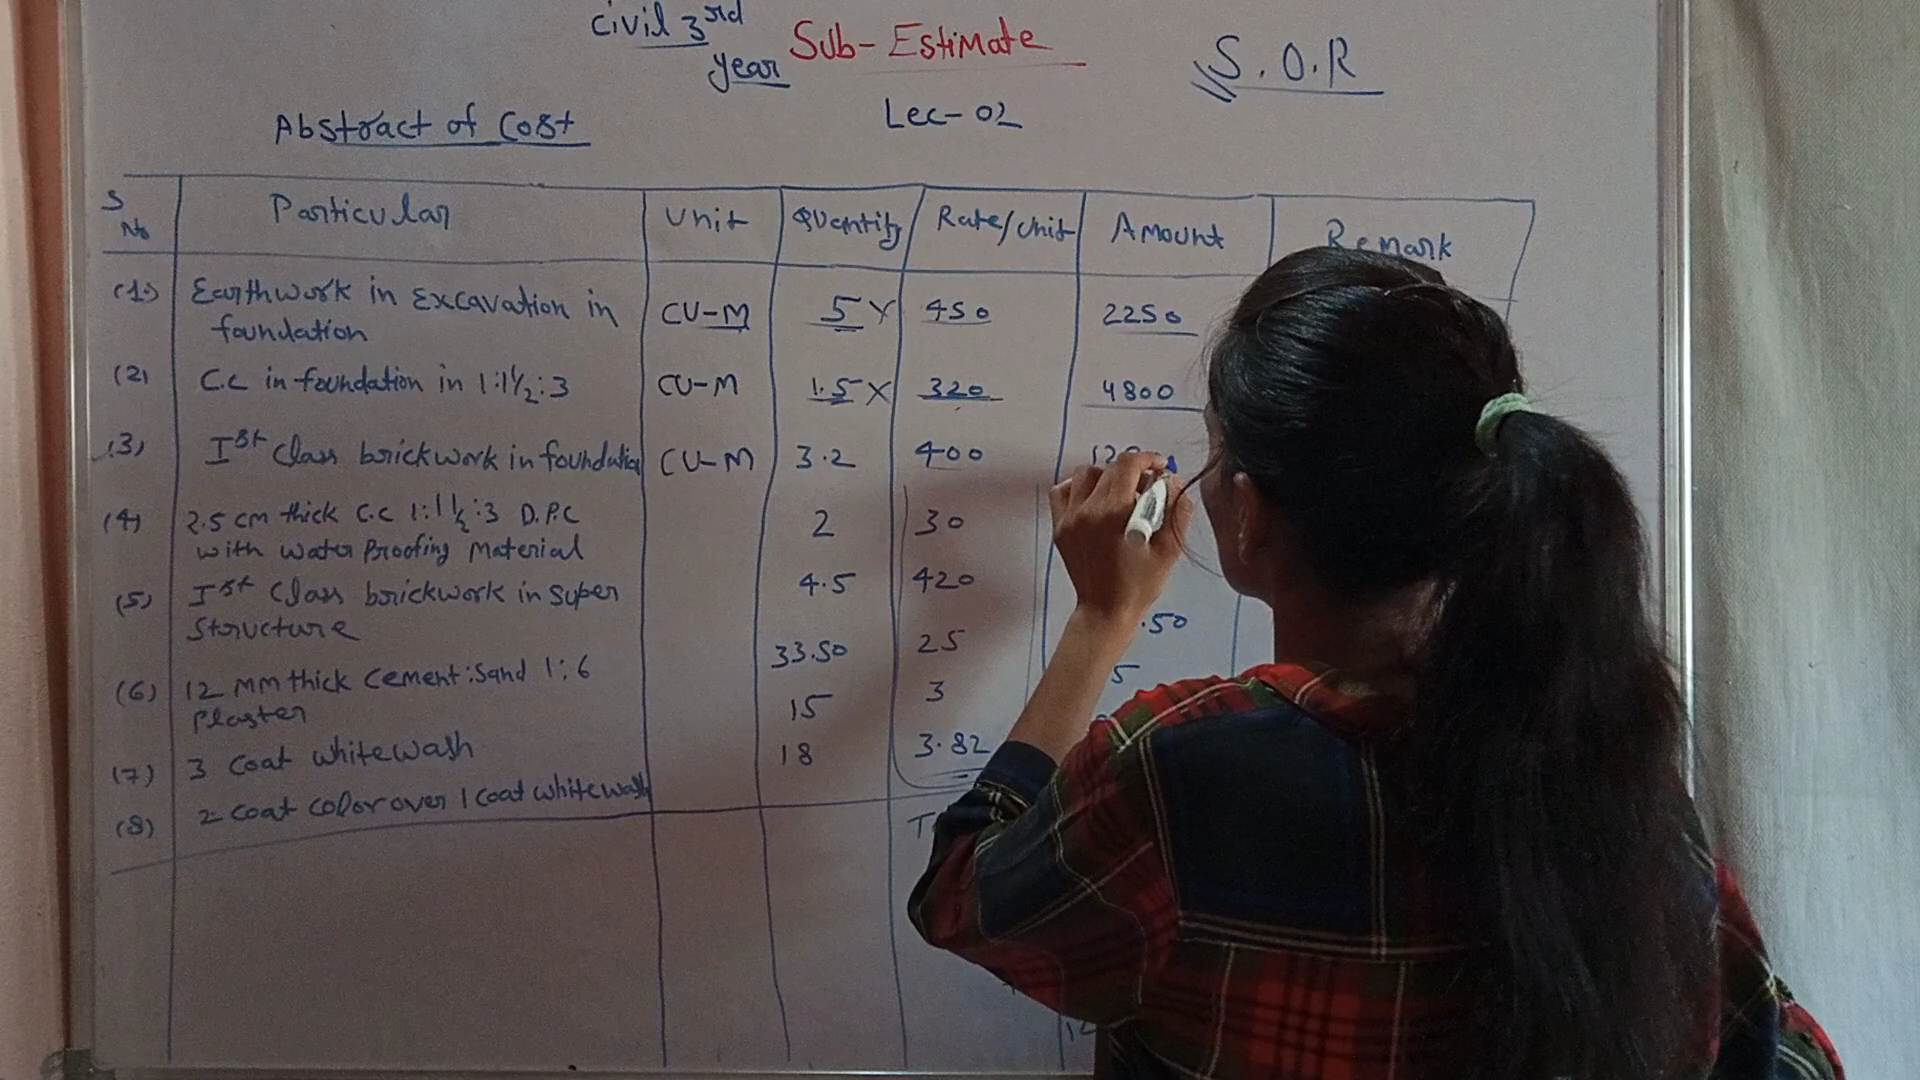 Civil 3rd
year
Sub-Estimate
S.O.R
Lec-02
Abstract of Cost
S No Particular Unit Quantity Rate/Unit Amount Remark
(1) Earthwork in Excavation in foundation CU-M 5 x 450 2250
(2) C.C in foundation in 1:1½:3 CU-M 1.5 x 320 4800
(3) Ist Class brickwork in foundation CU-M 3.2 400
(4) 2.5 cm thick C.C 1:1½:3 D.P.C with water Proofing Material 2 30
(5) Ist Class brickwork in super Structure 4.5 420
(6) 12 MM thick cement:sand 1:6 Plaster 33.50 25 .50
(7) 3 Coat whitewash 15 3 5
(8) 2 coat color over 1 coat whitewash 18 3.82